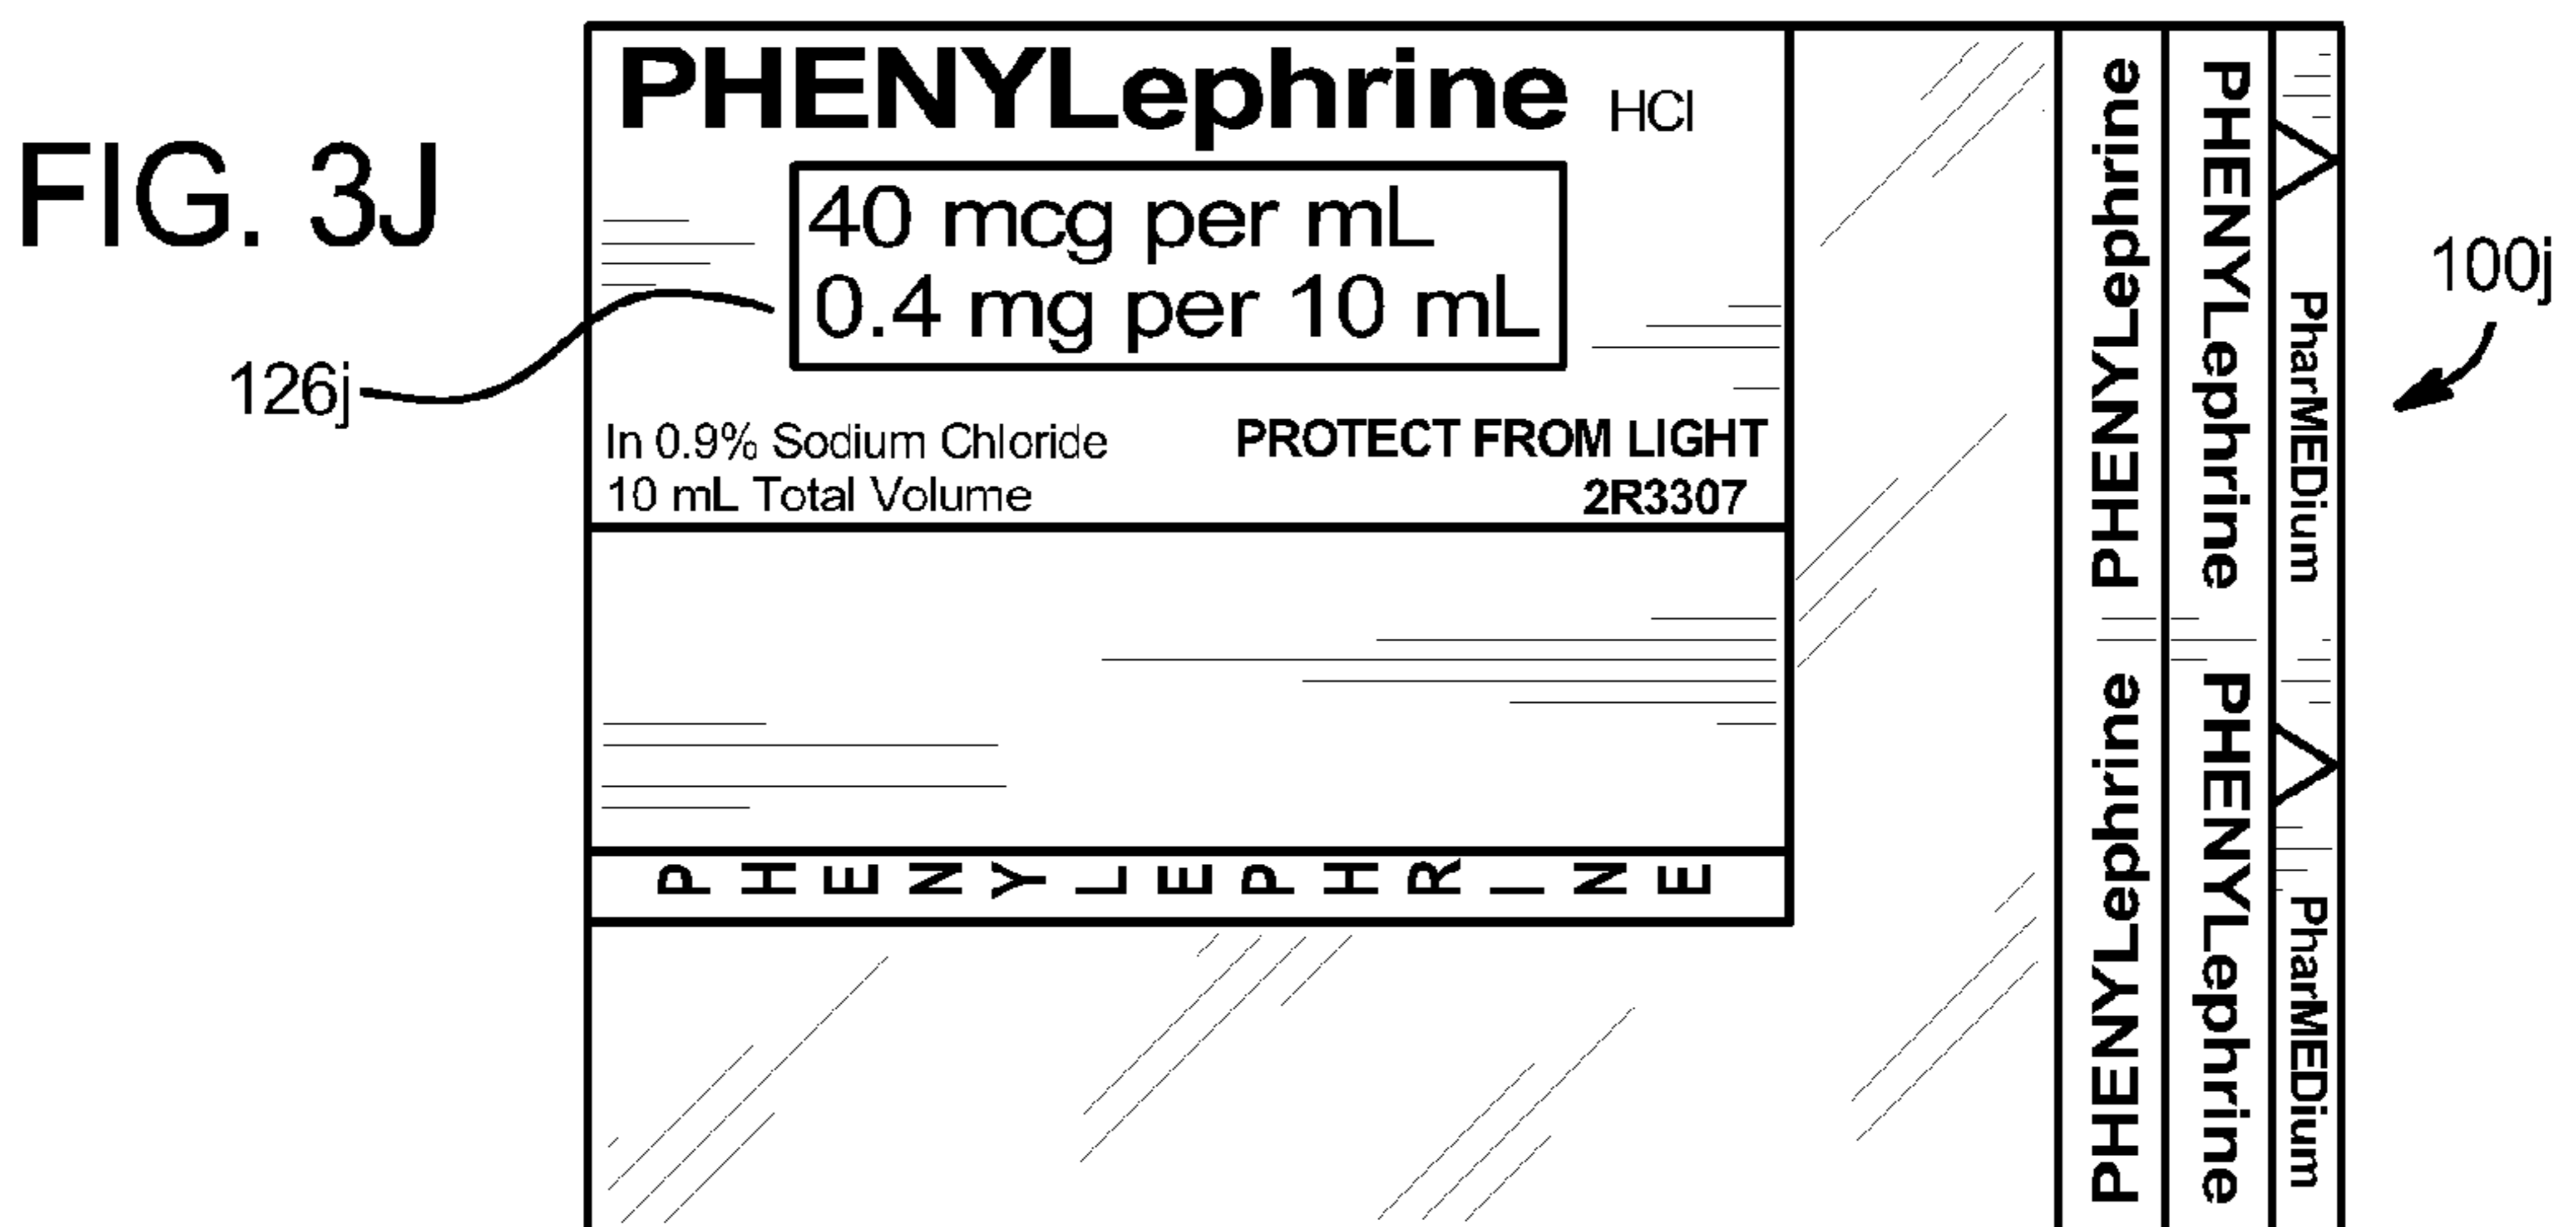 FIG. 3J
PHENYLephrine HCl
40 mcg per mL
0.4 mg per 10 mL
126j
In 0.9% Sodium Chloride
10 mL Total Volume
PROTECT FROM LIGHT
2R3307
PHENYLEPHRINE
PHENYLephrine
PHENYLephrine
PHENYLephrine
PHENYLephrine
PharMEDium
PharMEDium
100j